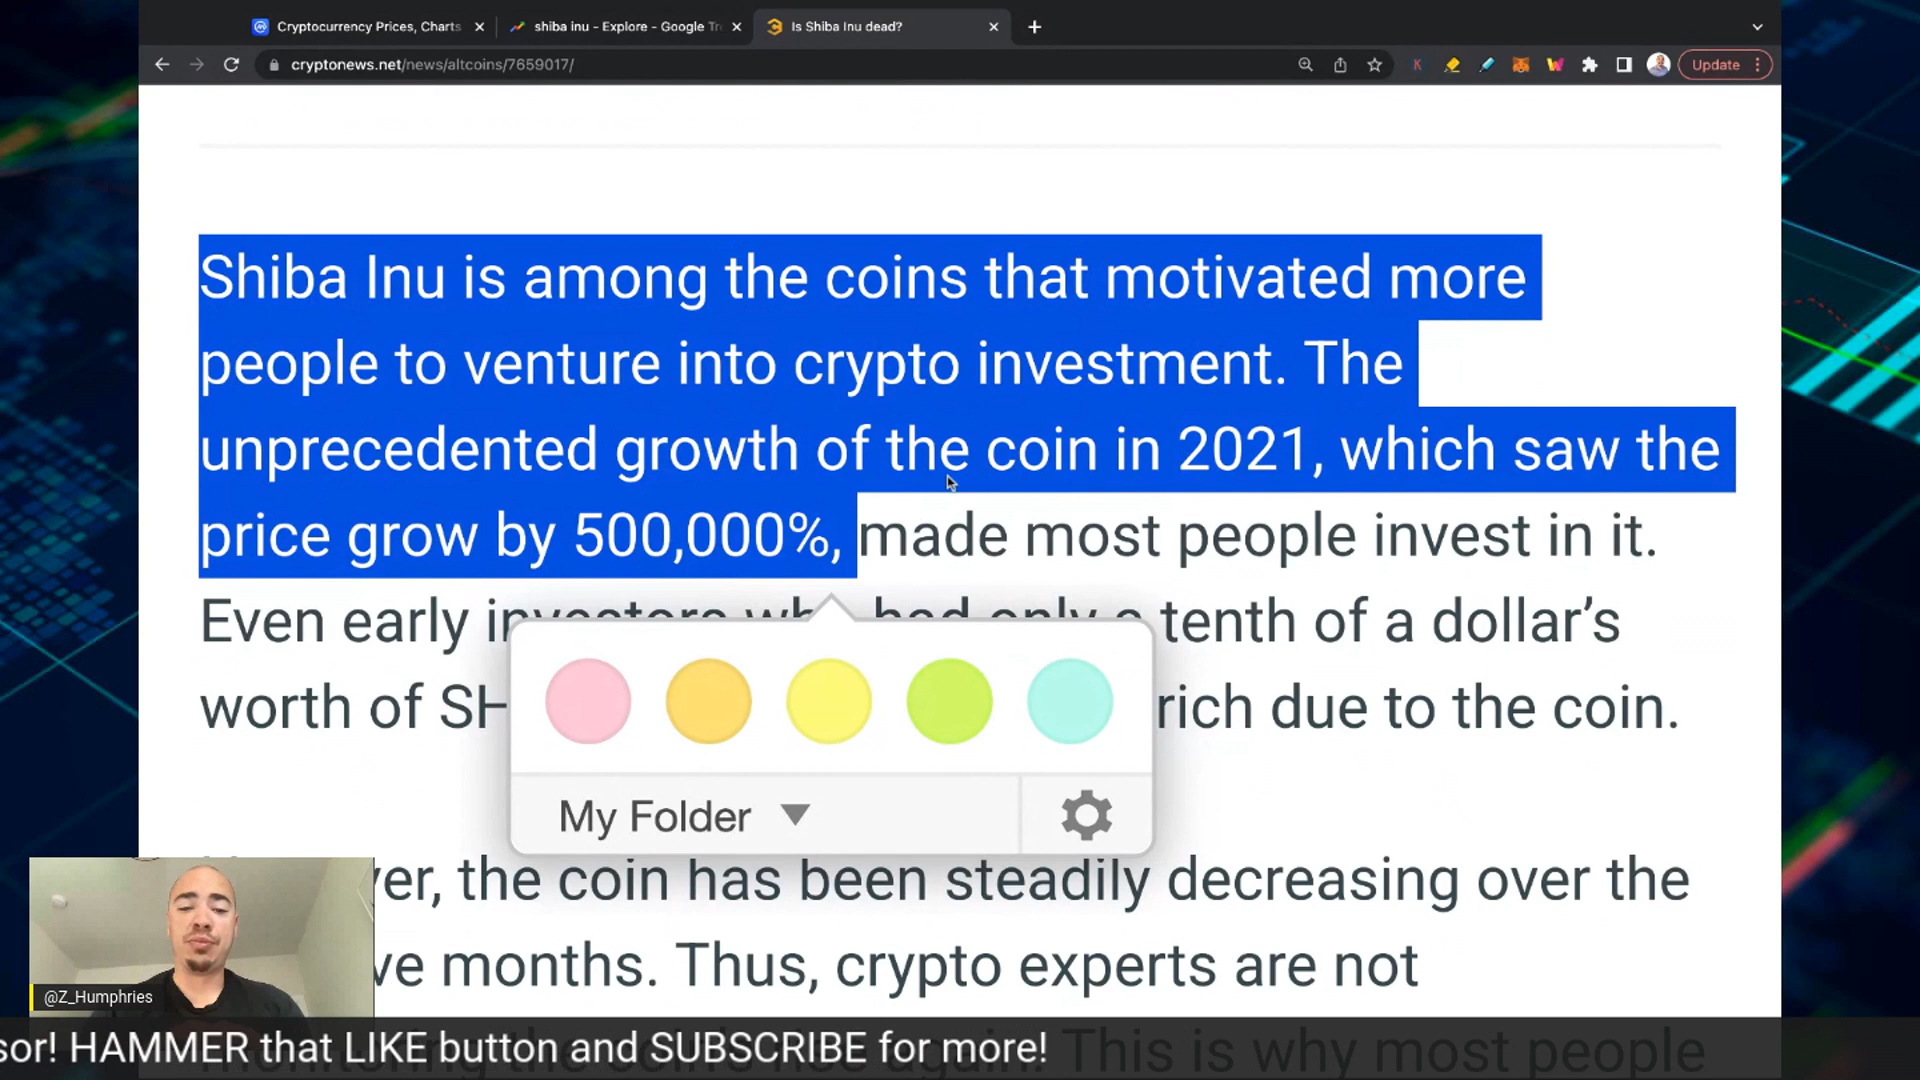 Cryptocurrency Prices, Charts
shiba inu - Explore - Google Tr
Is Shiba Inu dead?
cryptonews.net/news/altcoins/7659017/
Update
Shiba Inu is among the coins that motivated more
people to venture into crypto investment. The
unprecedented growth of the coin in 2021, which saw the
price grow by 500,000%, made most people invest in it.
Even early investors who had only a tenth of a dollar's
worth of SH rich due to the coin.
My Folder
ver, the coin has been steadily decreasing over the
ve months. Thus, crypto experts are not
@Z_Humphries
sor! HAMMER that LIKE button and SUBSCRIBE for more!
This is why most people